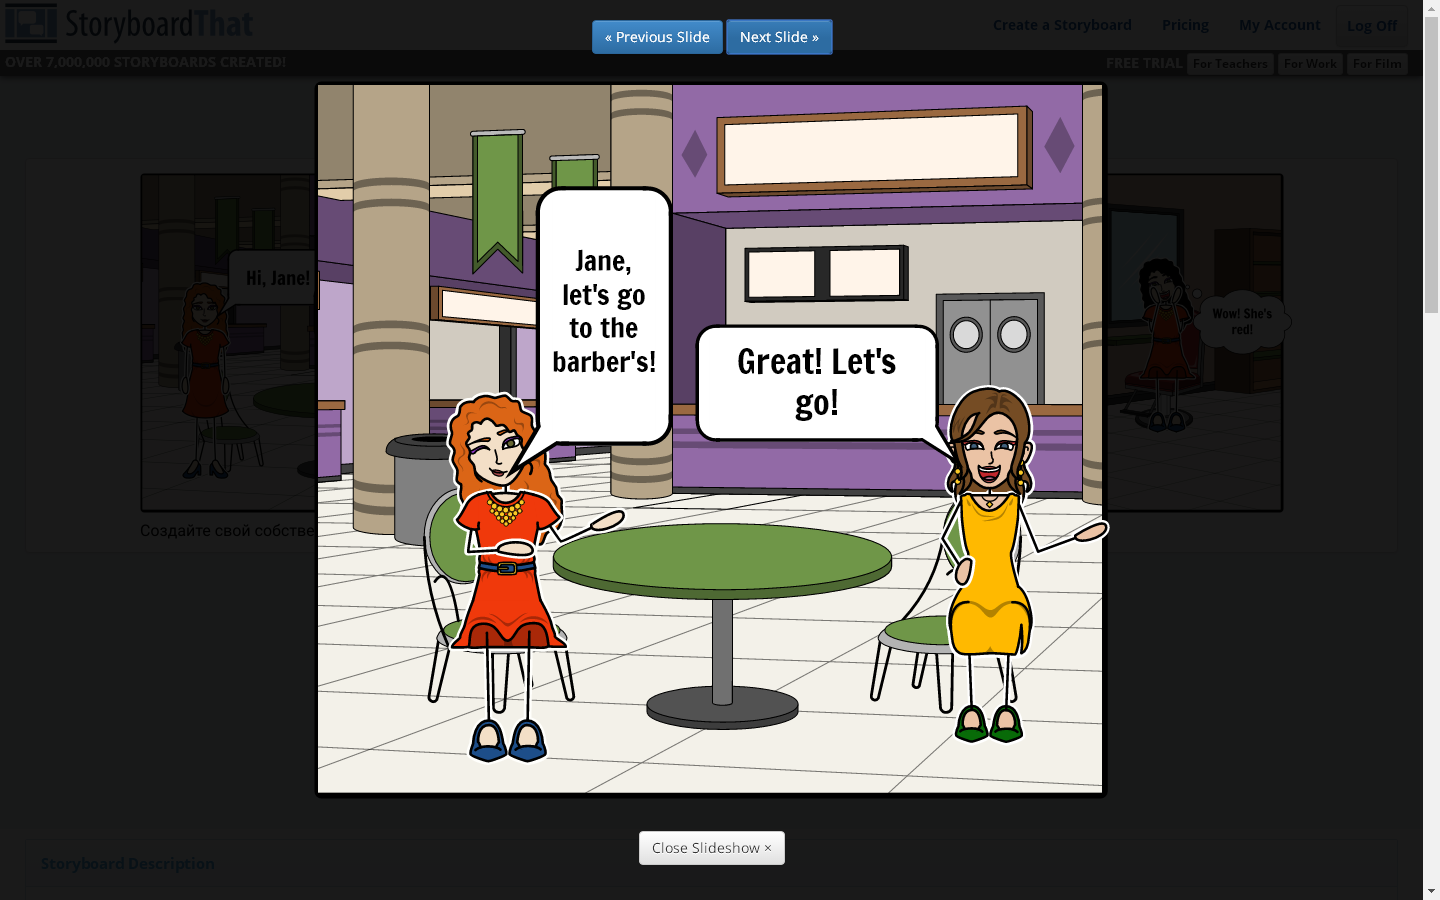 StoryboardThat
« Previous Slide
Next Slide »
Create a Storyboard
Pricing
My Account
Log Off
OVER 7,000,000 STORYBOARDS CREATED!
FREE TRIAL
For Teachers
For Work
For Film
Hi, Jane!
Jane,
let's go
to the
barber's!
Great! Let's
go!
Wow! She's
red!
Создайте свой собстве
Close Slideshow ×
Storyboard Description